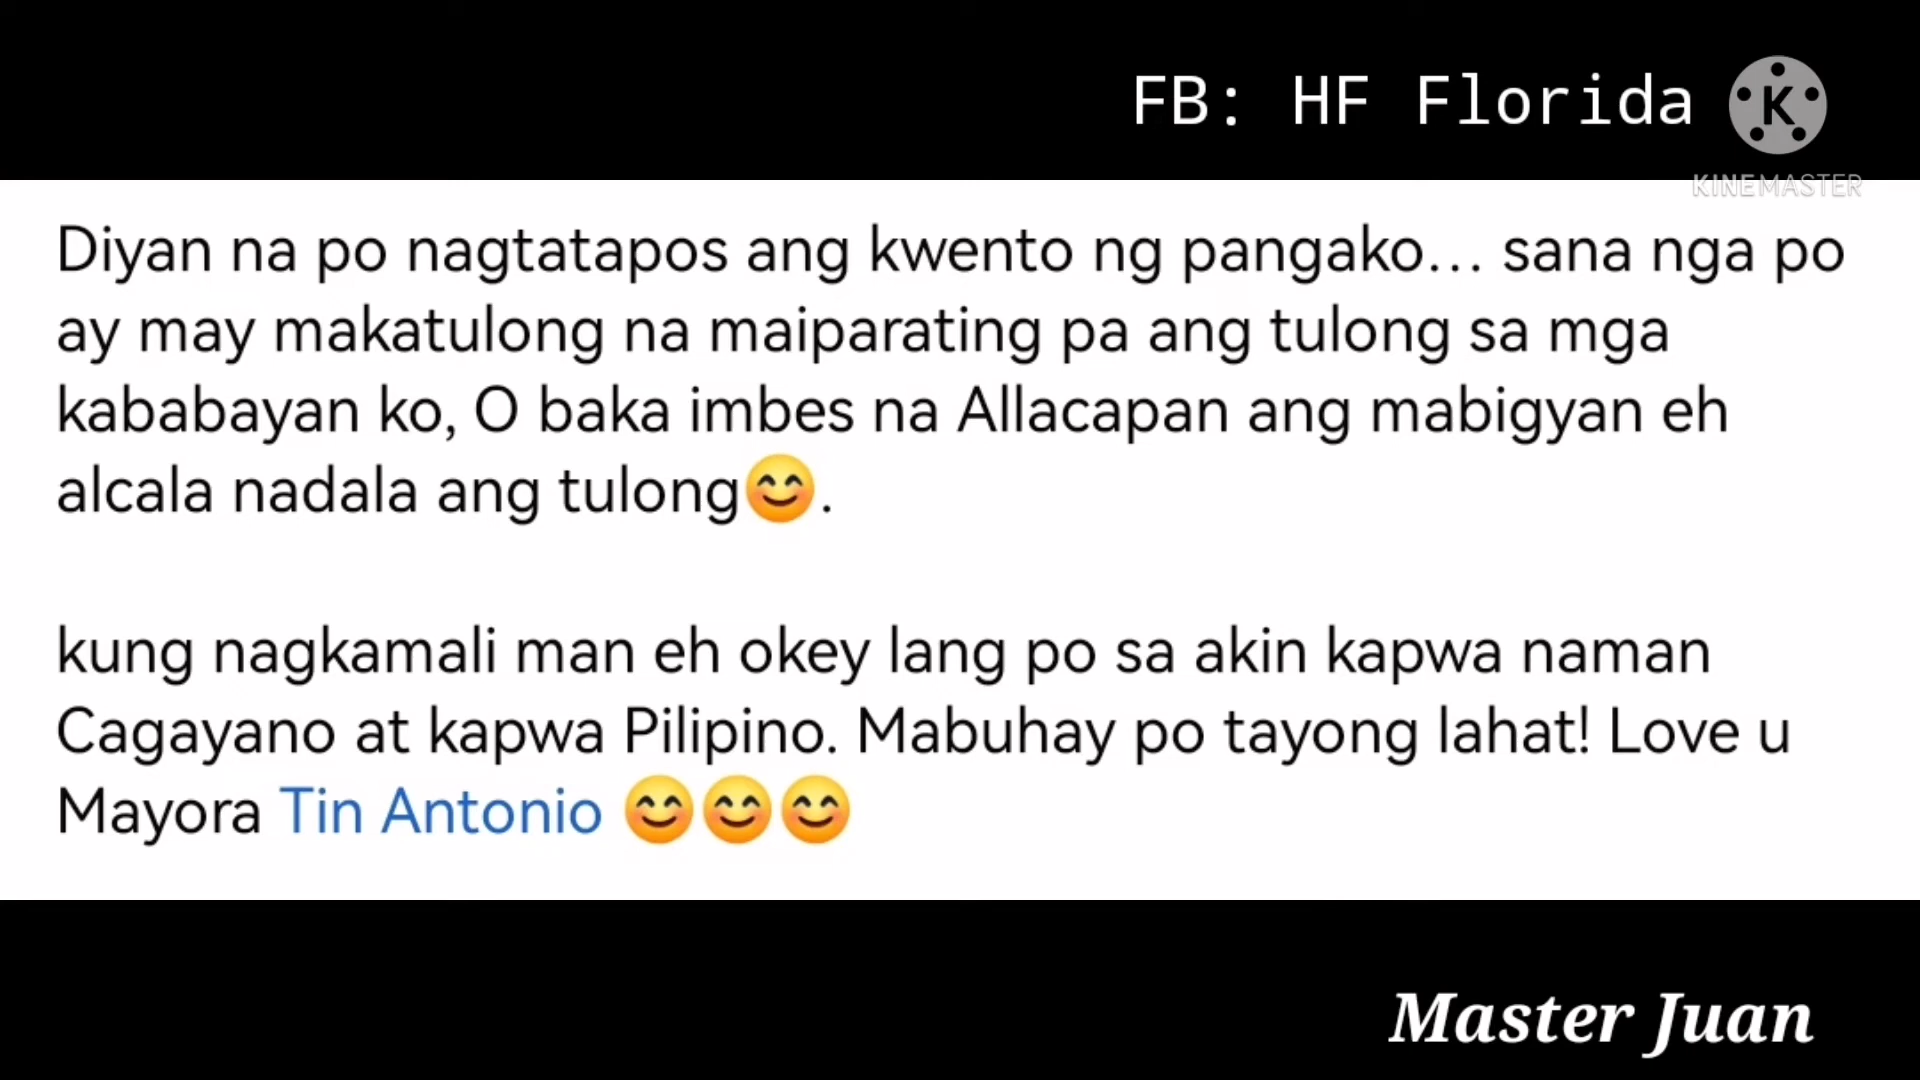 FB: HF Florida
KINEMASTER
Diyan na po nagtatapos ang kwento ng pangako... sana nga po
ay may makatulong na maiparating pa ang tulong sa mga
kababayan ko, O baka imbes na Allacapan ang mabigyan eh
alcala nadala ang tulong😊.
kung nagkamali man eh okey lang po sa akin kapwa naman
Cagayano at kapwa Pilipino. Mabuhay po tayong lahat! Love u
Mayora Tin Antonio 😊😊😊
Master Juan